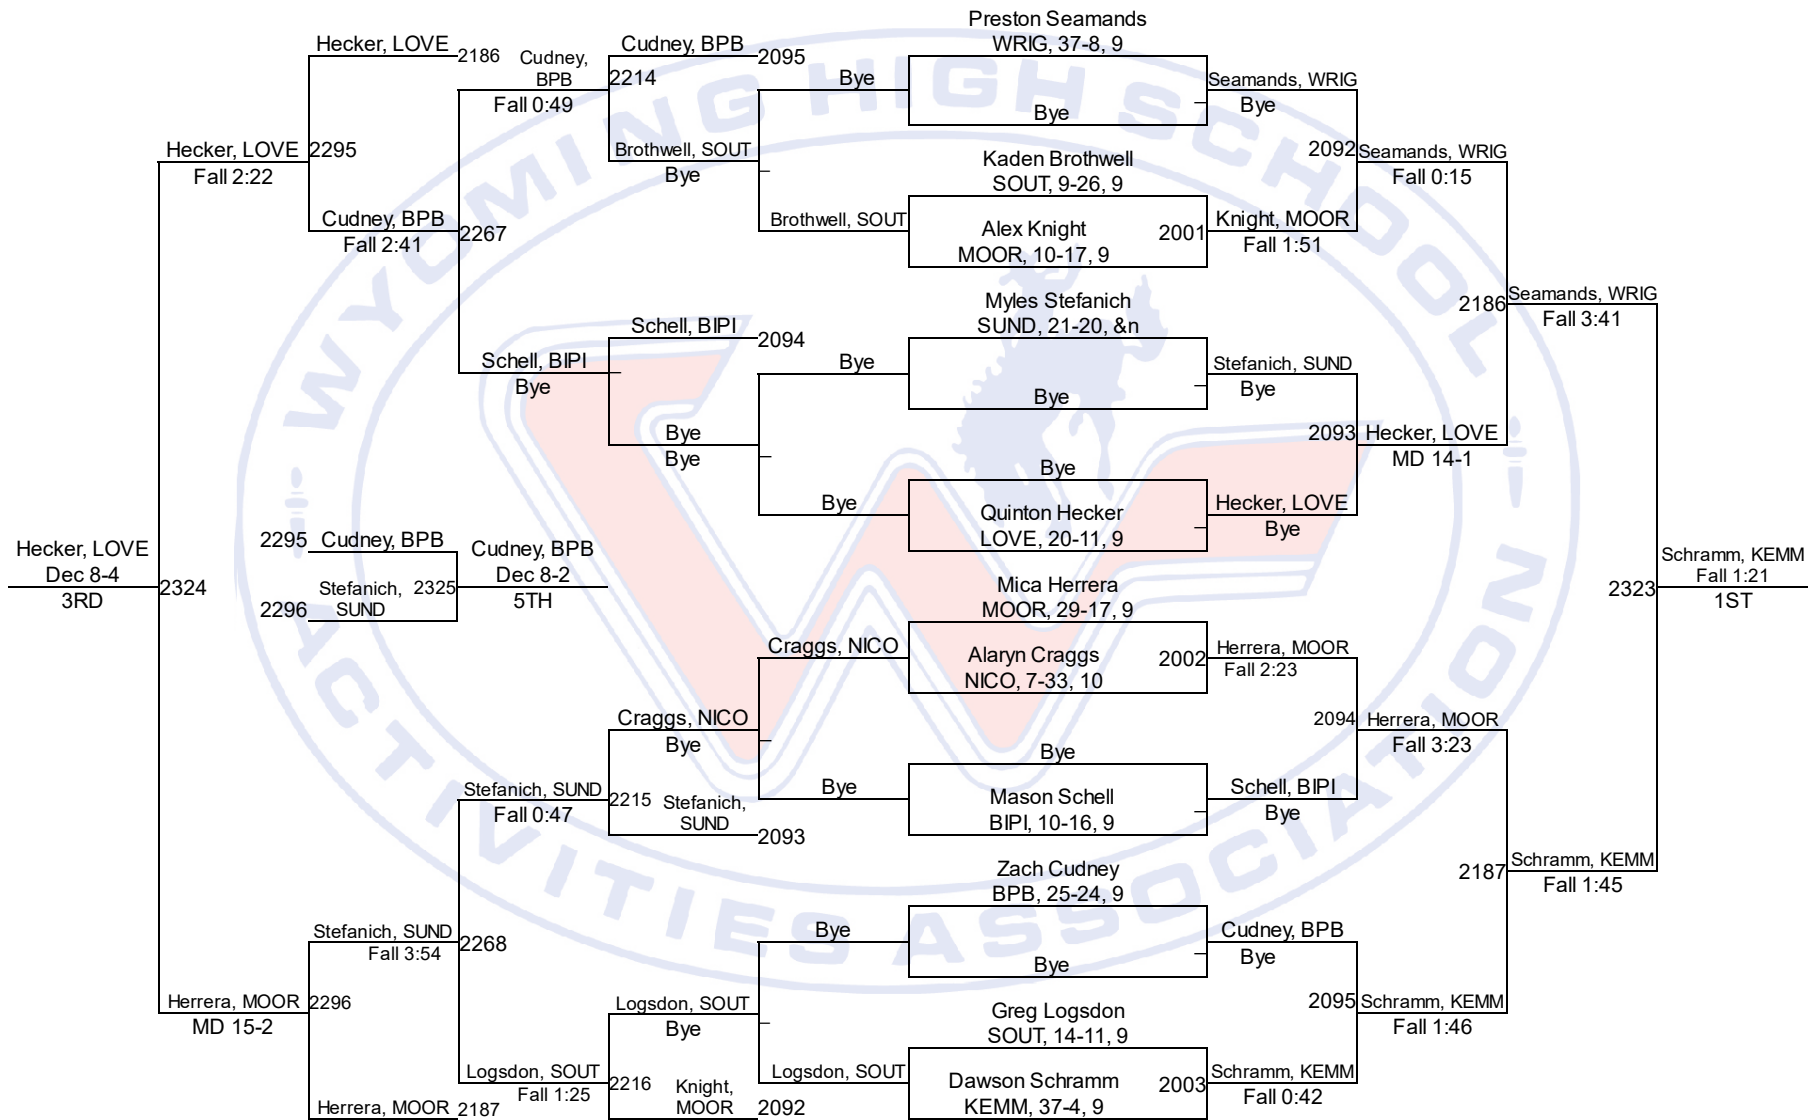 Preston Seamands
WRIG, 37-8, 9
Bye
Seamands, WRIG
Bye
Kaden Brothwell
SOUT, 9-26, 9
Alex Knight
MOOR, 10-17, 9
2001
Knight, MOOR
Fall 1:51
2092
Seamands, WRIG
Fall 0:15
Myles Stefanich
SUND, 21-20, &n
Bye
Stefanich, SUND
Bye
Bye
Quinton Hecker
LOVE, 20-11, 9
Hecker, LOVE
Bye
2093
Hecker, LOVE
MD 14-1
2186
Seamands, WRIG
Fall 3:41
Mica Herrera
MOOR, 29-17, 9
Alaryn Craggs
NICO, 7-33, 10
2002
Herrera, MOOR
Fall 2:23
Bye
Mason Schell
BIPI, 10-16, 9
Schell, BIPI
Bye
2094
Herrera, MOOR
Fall 3:23
Zach Cudney
BPB, 25-24, 9
Bye
Cudney, BPB
Bye
Greg Logsdon
SOUT, 14-11, 9
Dawson Schramm
KEMM, 37-4, 9
2003
Schramm, KEMM
Fall 0:42
2095
Schramm, KEMM
Fall 1:46
2187
Schramm, KEMM
Fall 1:45
2323
Schramm, KEMM
Fall 1:21
1ST
Bye
Brothwell, SOUT
Brothwell, SOUT
Bye
Cudney, BPB
2095
2214
Cudney,
BPB
Fall 0:49
Bye
Bye
Bye
Bye
Schell, BIPI
2094
Schell, BIPI
Bye
2267
Cudney, BPB
Fall 2:41
Hecker, LOVE
2186
2295
Hecker, LOVE
Fall 2:22
Craggs, NICO
Bye
Craggs, NICO
Bye
Stefanich,
SUND
2093
2215
Stefanich, SUND
Fall 0:47
Bye
Logsdon, SOUT
Logsdon, SOUT
Bye
Knight,
MOOR
2092
2216
Logsdon, SOUT
Fall 1:25
2268
Stefanich, SUND
Fall 3:54
Herrera, MOOR
2187
2296
Herrera, MOOR
MD 15-2
2324
Hecker, LOVE
Dec 8-4
3RD
2295
Cudney, BPB
2296
Stefanich,
SUND
2325
Cudney, BPB
Dec 8-2
5TH
WYOMING HIGH SCHOOL
ACTIVITIES ASSOCIATION